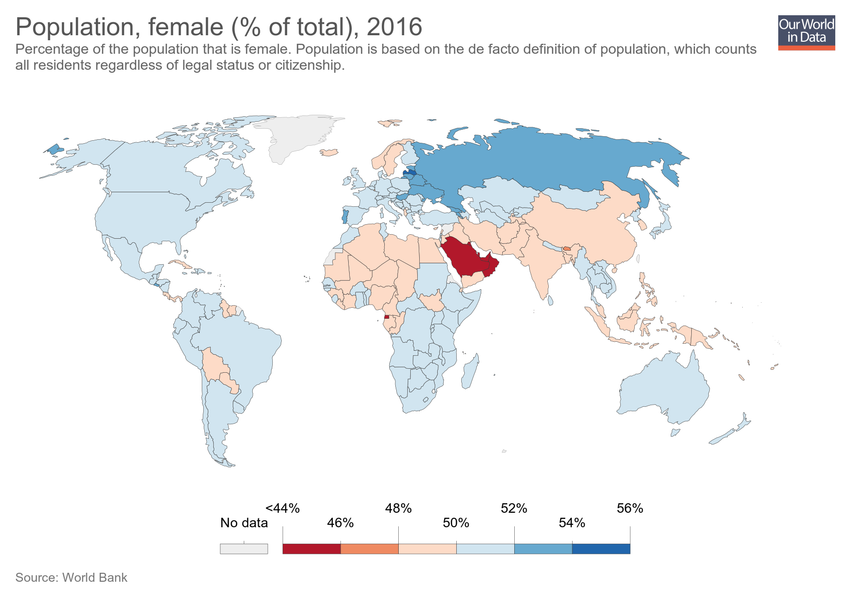 Population, female (% of total), 2016
Our World
in Data
Percentage of the population that is female. Population is based on the de facto definition of population, which counts
all residents regardless of legal status or citizenship.
<44% 48% 52% 56%
No data 46% 50% 54%
Source: World Bank